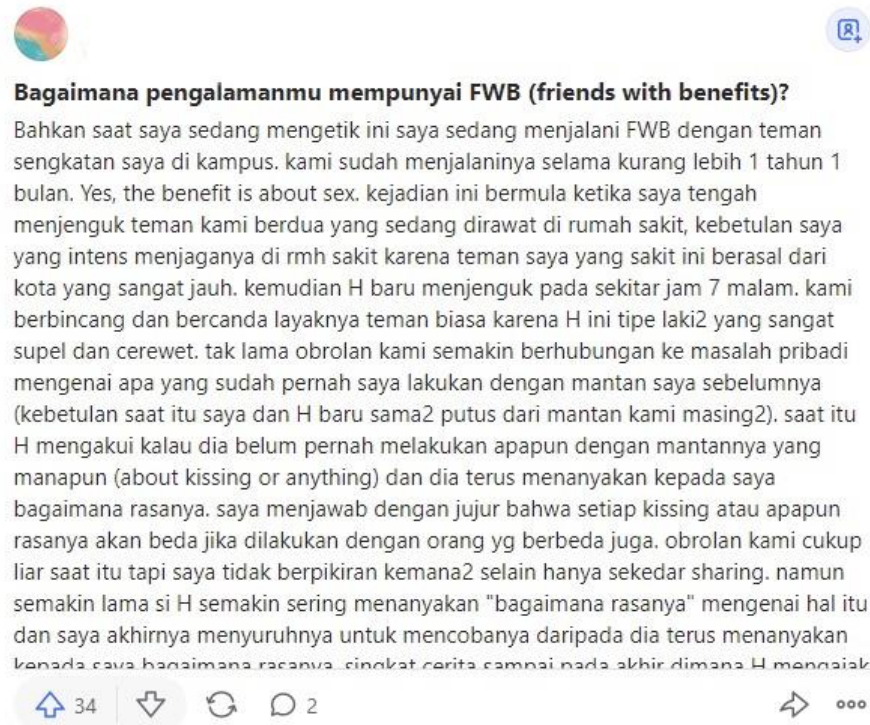 Bagaimana pengalamanmu mempunyai FWB (friends with benefits)?
Bahkan saat saya sedang mengetik ini saya sedang menjalani FWB dengan teman
sengkatan saya di kampus. kami sudah menjalaninya selama kurang lebih 1 tahun 1
bulan. Yes, the benefit is about sex. kejadian ini bermula ketika saya tengah
menjenguk teman kami berdua yang sedang dirawat di rumah sakit, kebetulan saya
yang intens menjaganya di rmh sakit karena teman saya yang sakit ini berasal dari
kota yang sangat jauh. kemudian H baru menjenguk pada sekitar jam 7 malam. kami
berbincang dan bercanda layaknya teman biasa karena H ini tipe laki2 yang sangat
supel dan cerewet. tak lama obrolan kami semakin berhubungan ke masalah pribadi
mengenai apa yang sudah pernah saya lakukan dengan mantan saya sebelumnya
(kebetulan saat itu saya dan H baru sama2 putus dari mantan kami masing2). saat itu
H mengakui kalau dia belum pernah melakukan apapun dengan mantannya yang
manapun (about kissing or anything) dan dia terus menanyakan kepada saya
bagaimana rasanya. saya menjawab dengan jujur bahwa setiap kissing atau apapun
rasanya akan beda jika dilakukan dengan orang yg berbeda juga. obrolan kami cukup
liar saat itu tapi saya tidak berpikiran kemana2 selain hanya sekedar sharing. namun
semakin lama si H semakin sering menanyakan "bagaimana rasanya" mengenai hal itu
dan saya akhirnya menyuruhnya untuk mencobanya daripada dia terus menanyakan
kepada saya bagaimana rasanya. singkat cerita sampai pada akhir dimana H mengajak
34
2